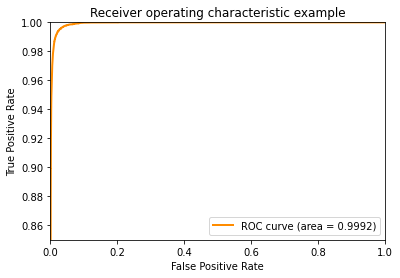 Receiver operating characteristic example
1.00
0.98
0.96
0.94
0.92
0.90
0.88
0.86
True Positive Rate
ROC curve (area = 0.9992)
0.0 0.2 0.4 0.6 0.8 1.0
False Positive Rate